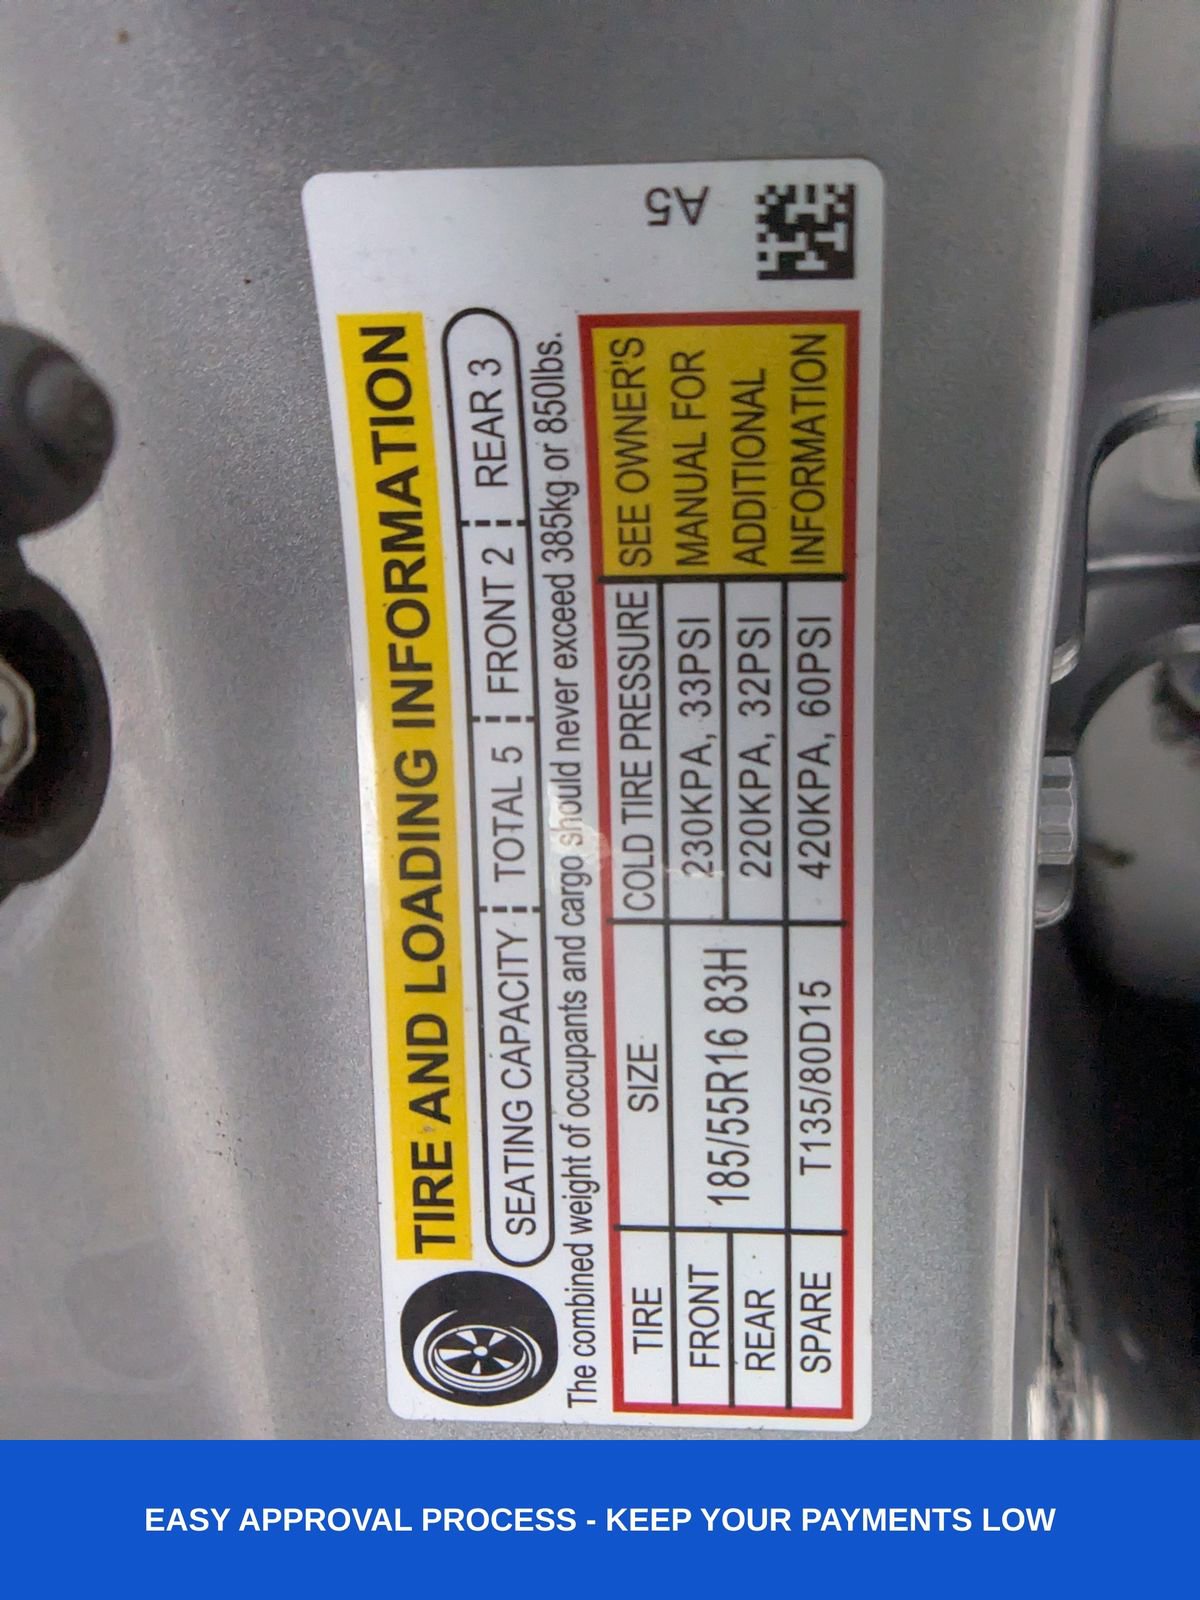 TIRE AND LOADING INFORMATION
SEATING CAPACITY TOTAL 5 FRONT 2 REAR 3
The combined weight of occupants and cargo should never exceed 385kg or 850lbs.
TIRE SIZE COLD TIRE PRESSURE SEE OWNER'S
FRONT 185/55R16 83H 230KPA, 33PSI MANUAL FOR
REAR 220KPA, 32PSI ADDITIONAL
SPARE T135/80D15 420KPA, 60PSI INFORMATION
A5
EASY APPROVAL PROCESS - KEEP YOUR PAYMENTS LOW